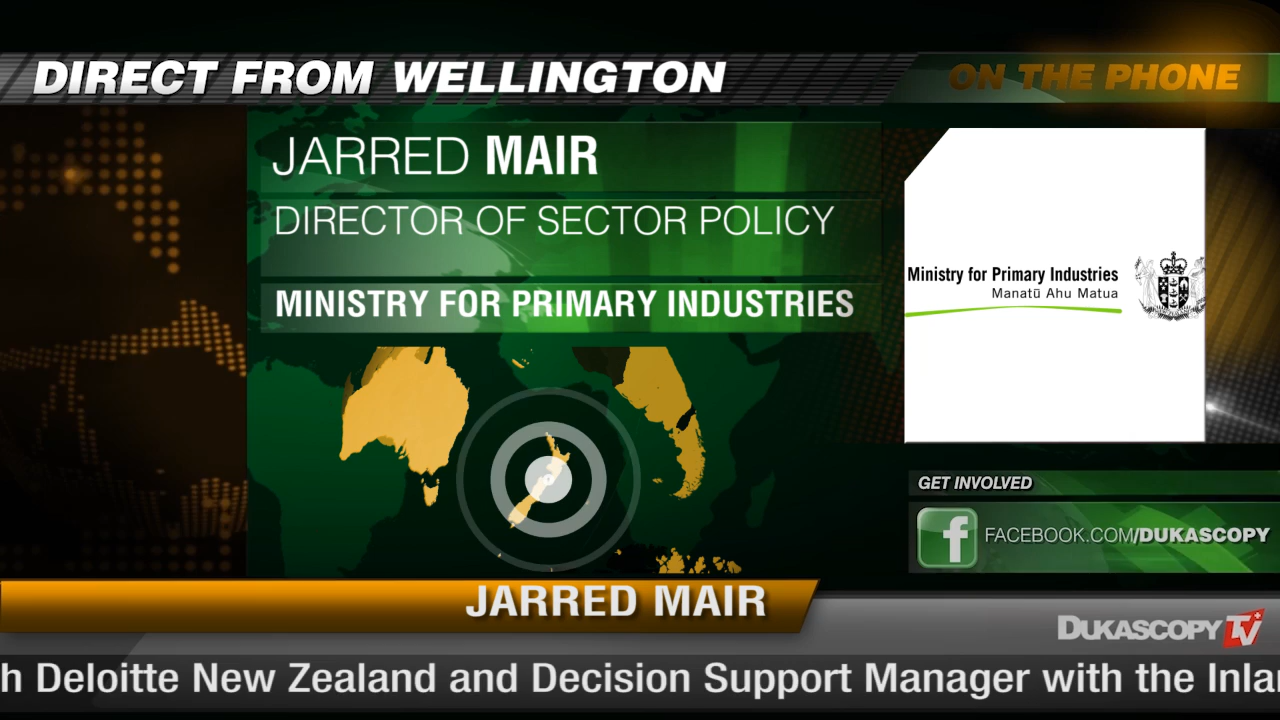 DIRECT FROM WELLINGTON
ON THE PHONE
JARRED MAIR
DIRECTOR OF SECTOR POLICY
MINISTRY FOR PRIMARY INDUSTRIES
Ministry for Primary Industries
Manatū Ahu Matua
GET INVOLVED
f FACEBOOK.COM/DUKASCOPY
JARRED MAIR
DUKASCOPY TV
h Deloitte New Zealand and Decision Support Manager with the Inla